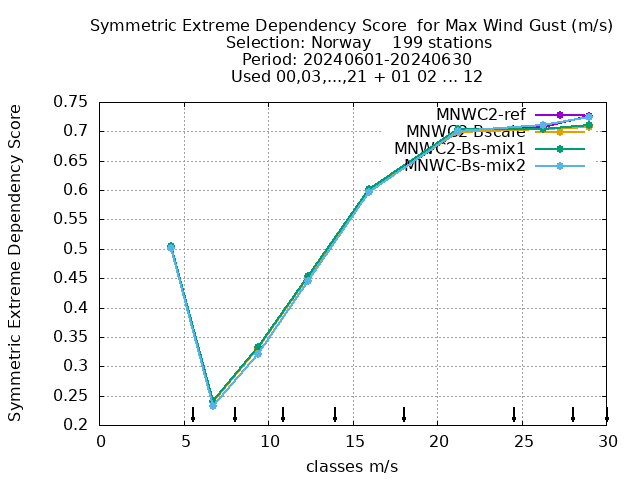 Symmetric Extreme Dependency Score  for Max Wind Gust (m/s)
Selection: Norway    199 stations
Period: 20240601-20240630
Used 00,03,...,21 + 01 02 ... 12
Symmetric Extreme Dependency Score
0.75
0.7
0.65
0.6
0.55
0.5
0.45
0.4
0.35
0.3
0.25
0.2
MNWC2-ref
MNWC2-Bscale
MNWC2-Bs-mix1
MNWC-Bs-mix2
0 5 10 15 20 25 30
classes m/s